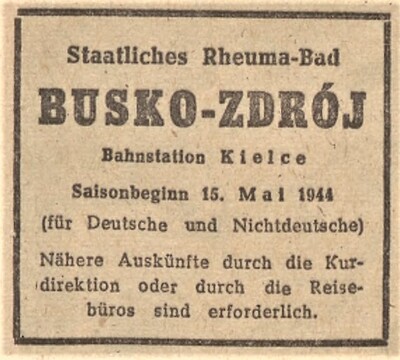 Staatliches Rheuma-Bad
BUSKO-ZDRÓJ
Bahnstation Kielce
Saisonbeginn 15. Mai 1944
(für Deutsche und Nichtdeutsche)
Nähere Auskünfte durch die Kur-
direktion oder durch die Reise-
büros sind erforderlich.